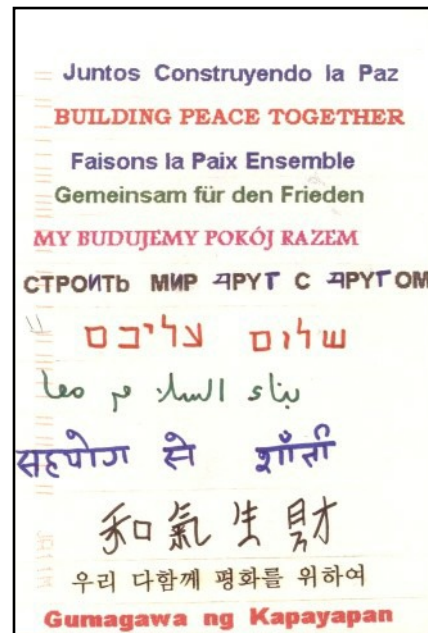 Juntos Construyendo la Paz
BUILDING PEACE TOGETHER
Faisons la Paix Ensemble
Gemeinsam für den Frieden
MY BUDUJEMY POKÓJ RAZEM
СТРОИТЬ МИР ДРУГ С ДРУГОМ
שלום עליכם
بناء السلام معا
सहयोग से शाँती
和氣生財
우리 다함께 평화를 위하여
Gumagawa ng Kapayapan